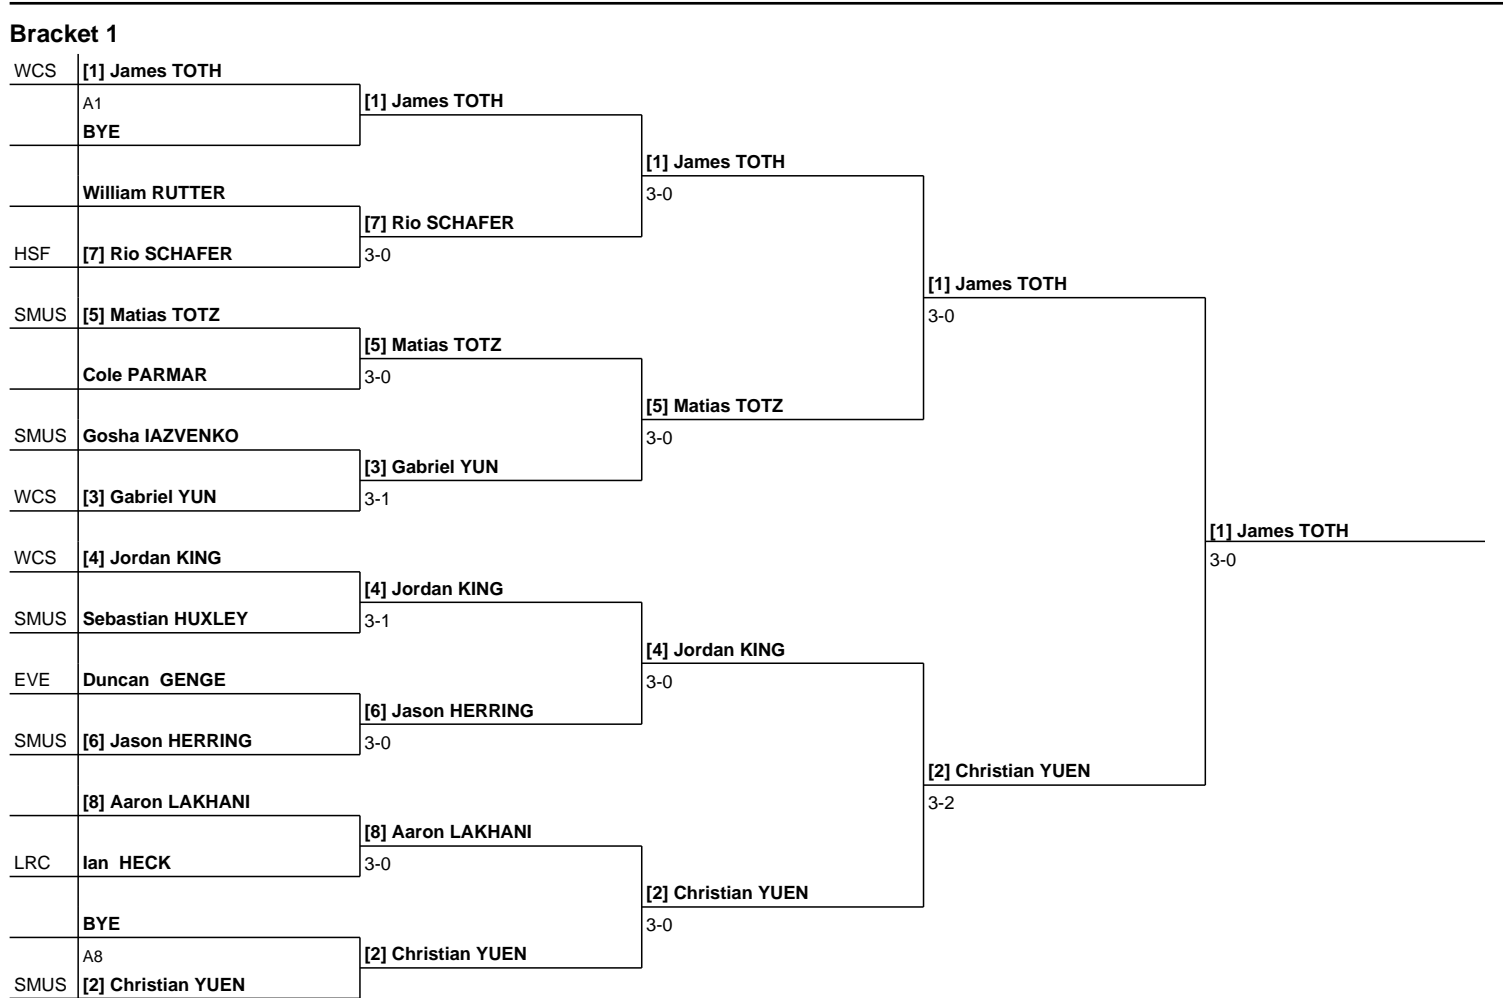 Bracket 1
WCS [1] James TOTH
A1 [1] James TOTH
BYE
[1] James TOTH
William RUTTER 3-0
[7] Rio SCHAFER
HSF [7] Rio SCHAFER 3-0
[1] James TOTH
SMUS [5] Matias TOTZ 3-0
[5] Matias TOTZ
Cole PARMAR 3-0
[5] Matias TOTZ
SMUS Gosha IAZVENKO 3-0
[3] Gabriel YUN
WCS [3] Gabriel YUN 3-1
[1] James TOTH
WCS [4] Jordan KING 3-0
[4] Jordan KING
SMUS Sebastian HUXLEY 3-1
[4] Jordan KING
EVE Duncan GENGE 3-0
[6] Jason HERRING
SMUS [6] Jason HERRING 3-0
[2] Christian YUEN
[8] Aaron LAKHANI 3-2
[8] Aaron LAKHANI
LRC Ian HECK 3-0
[2] Christian YUEN
BYE 3-0
A8 [2] Christian YUEN
SMUS [2] Christian YUEN